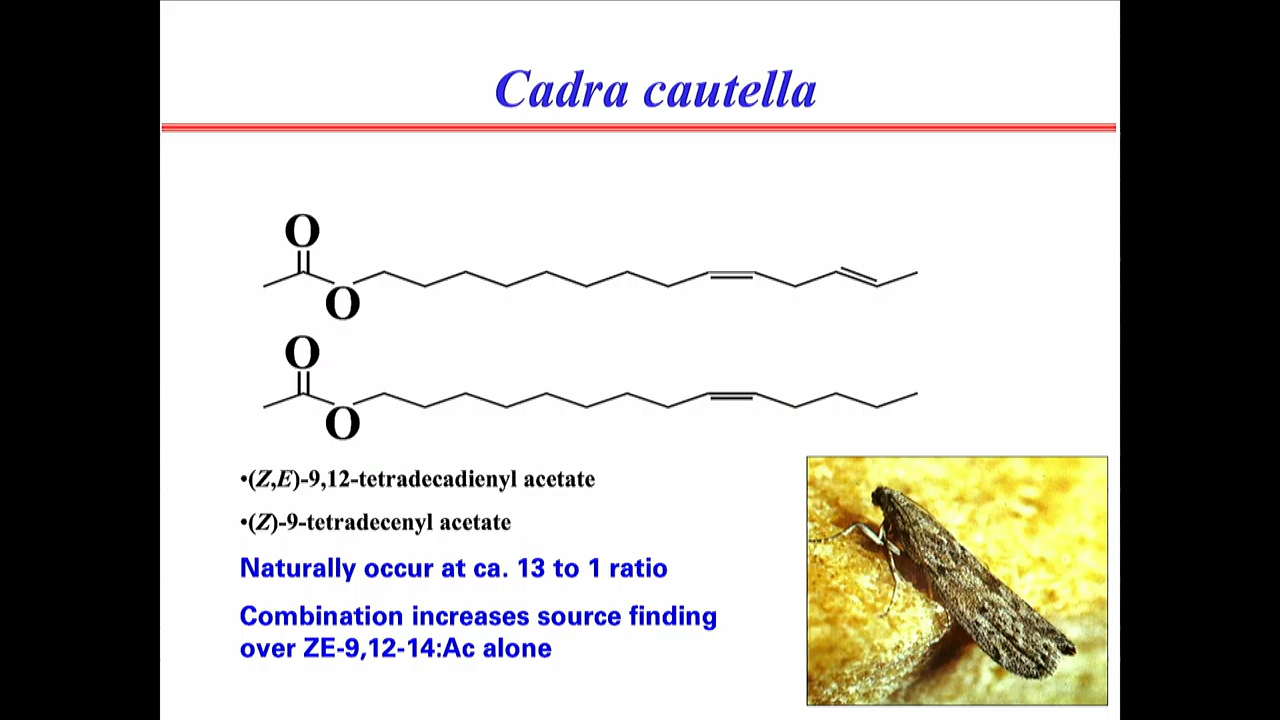 Cadra cautella
O
O
O
O
•(Z,E)-9,12-tetradecadienyl acetate
•(Z)-9-tetradecenyl acetate
Naturally occur at ca. 13 to 1 ratio
Combination increases source finding
over ZE-9,12-14:Ac alone